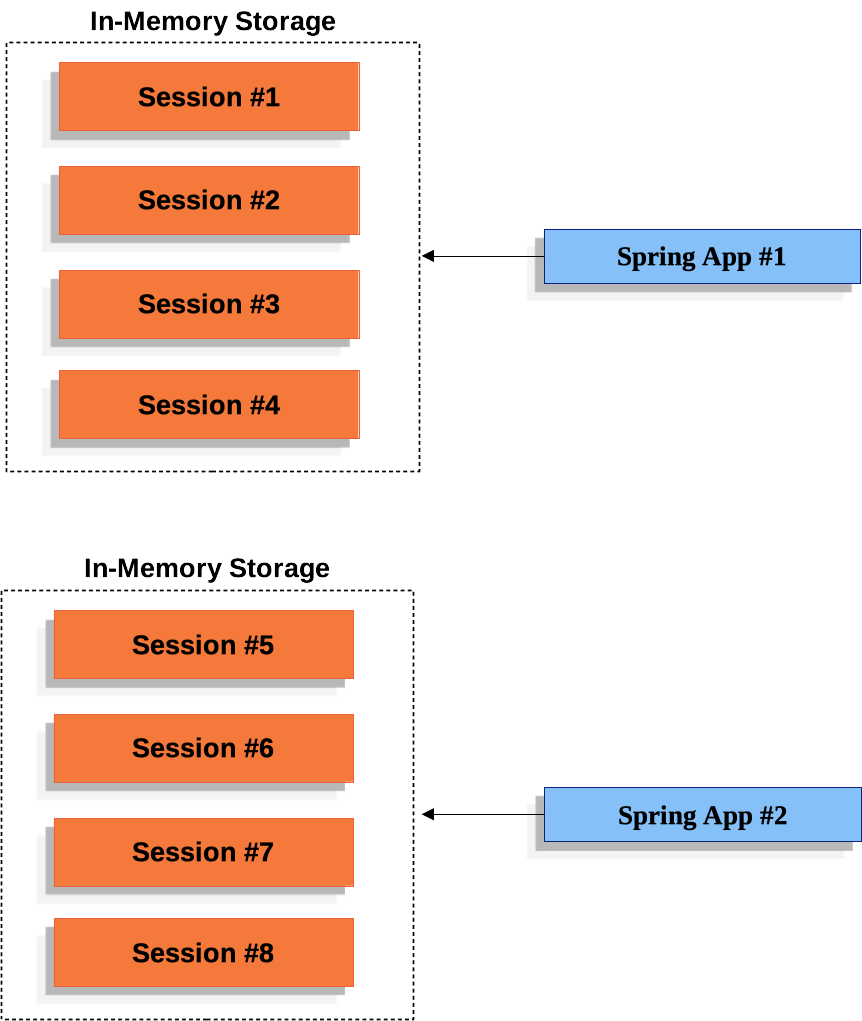 In-Memory Storage
Session #1
Session #2
Session #3
Session #4
Spring App #1
In-Memory Storage
Session #5
Session #6
Session #7
Session #8
Spring App #2